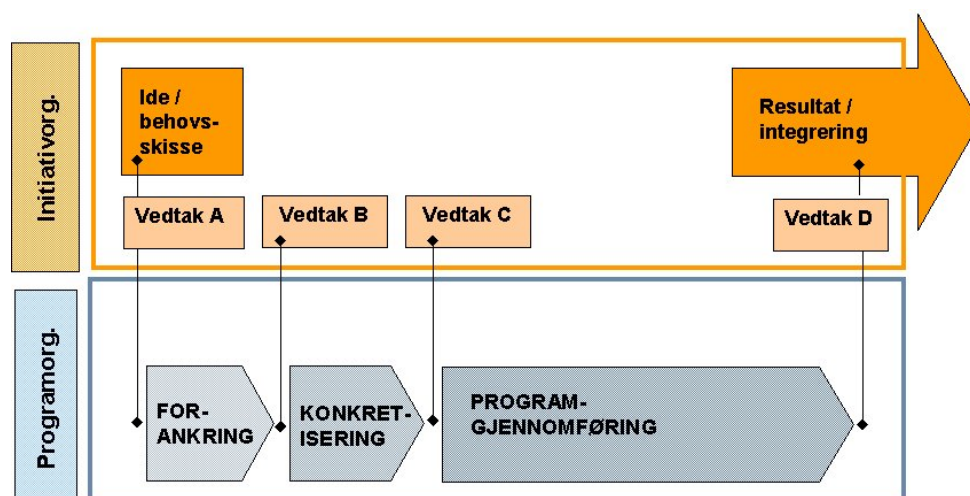 Initiativorg.
Ide /
behovs-
skisse
Resultat /
integrering
Vedtak A
Vedtak B
Vedtak C
Vedtak D
Programorg.
FOR-
ANKRING
KONKRET-
ISERING
PROGRAM-
GJENNOMFØRING